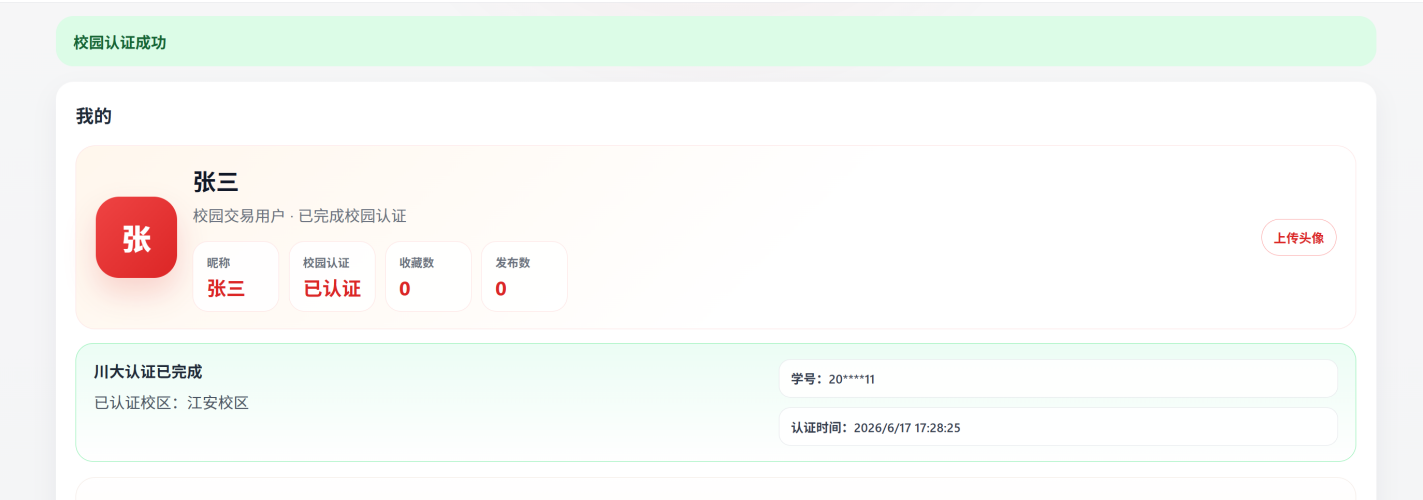 校园认证成功
我的
张
张三
校园交易用户 · 已完成校园认证
昵称
张三
校园认证
已认证
收藏数
0
发布数
0
上传头像
川大认证已完成
已认证校区：江安校区
学号：20****11
认证时间：2026/6/17 17:28:25